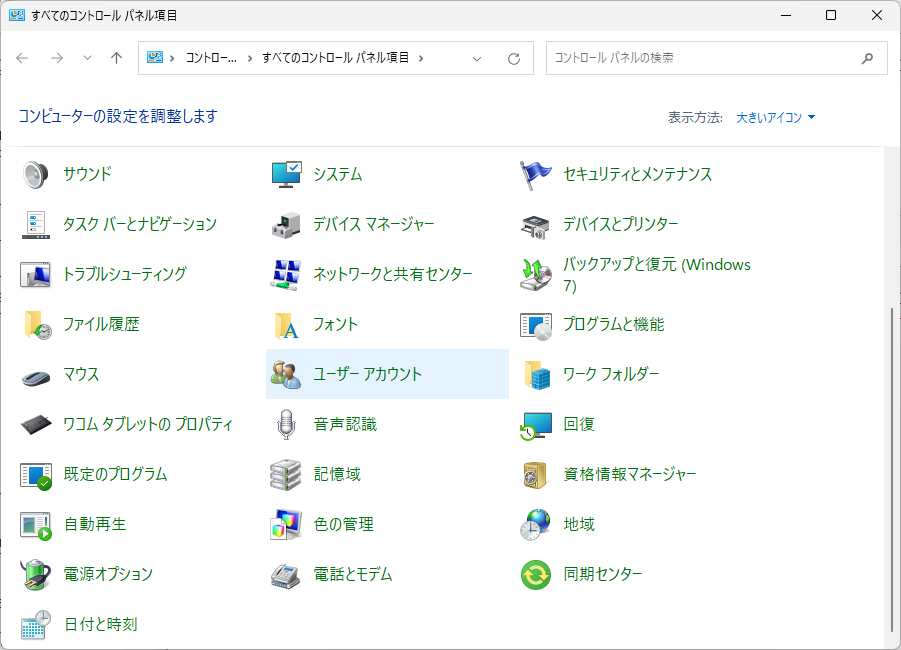 すべてのコントロール パネル項目
コントロー... すべてのコントロール パネル項目
コントロール パネルの検索
コンピューターの設定を調整します
表示方法: 大きいアイコン
サウンド
システム
セキュリティとメンテナンス
タスク バーとナビゲーション
デバイス マネージャー
デバイスとプリンター
トラブルシューティング
ネットワークと共有センター
バックアップと復元 (Windows
7)
ファイル履歴
フォント
プログラムと機能
マウス
ユーザー アカウント
ワーク フォルダー
ワコム タブレットの プロパティ
音声認識
回復
既定のプログラム
記憶域
資格情報マネージャー
自動再生
色の管理
地域
電源オプション
電話とモデム
同期センター
日付と時刻